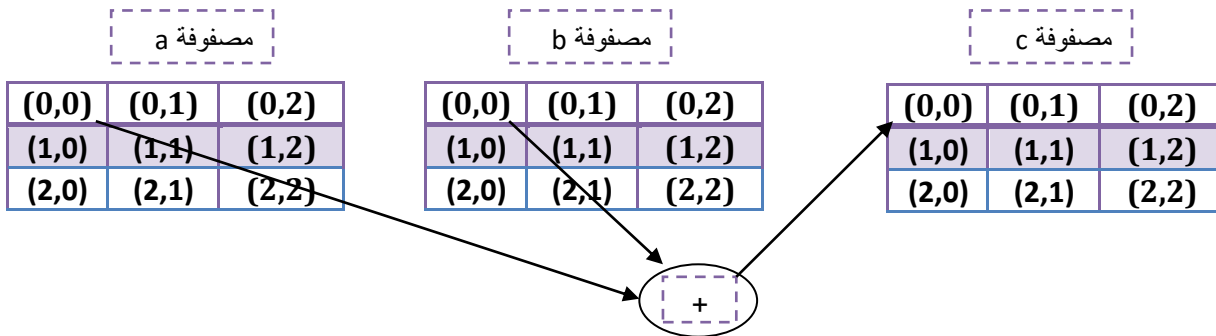 مصفوفة a
مصفوفة b
مصفوفة c
(0,0) (0,1) (0,2)
(1,0) (1,1) (1,2)
(2,0) (2,1) (2,2)
(0,0) (0,1) (0,2)
(1,0) (1,1) (1,2)
(2,0) (2,1) (2,2)
(0,0) (0,1) (0,2)
(1,0) (1,1) (1,2)
(2,0) (2,1) (2,2)
+